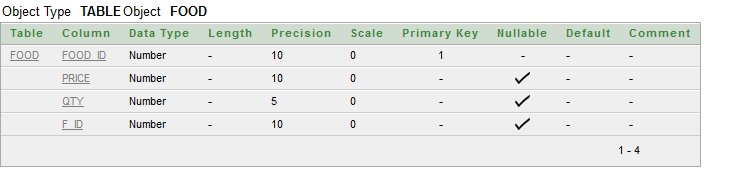 Object Type TABLE Object FOOD
Table Column Data Type Length Precision Scale Primary Key Nullable Default Comment
FOOD FOOD_ID Number - 10 0 1 - - -
PRICE Number - 10 0 - ✓ - -
QTY Number - 5 0 - ✓ - -
F_ID Number - 10 0 - ✓ - -
1 - 4